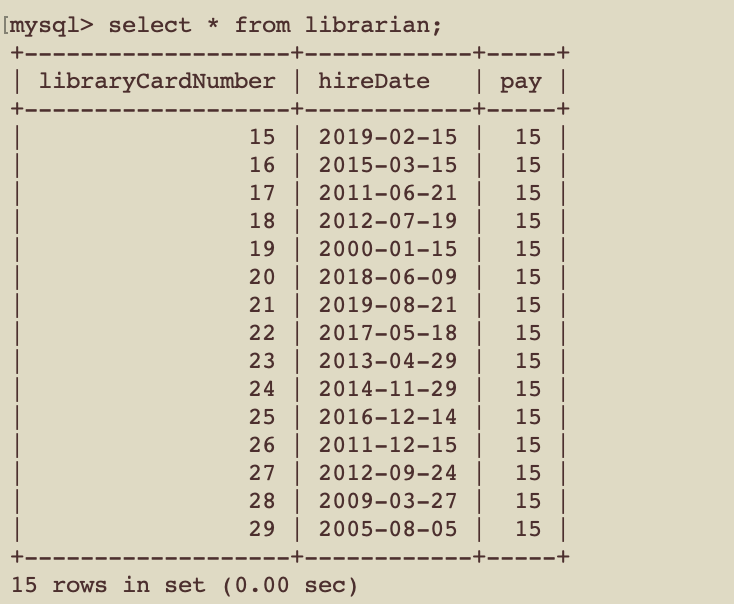 [mysql> select * from librarian;
+-------------------+------------+-----+
| libraryCardNumber | hireDate   | pay |
+-------------------+------------+-----+
|                15 | 2019-02-15 |  15 |
|                16 | 2015-03-15 |  15 |
|                17 | 2011-06-21 |  15 |
|                18 | 2012-07-19 |  15 |
|                19 | 2000-01-15 |  15 |
|                20 | 2018-06-09 |  15 |
|                21 | 2019-08-21 |  15 |
|                22 | 2017-05-18 |  15 |
|                23 | 2013-04-29 |  15 |
|                24 | 2014-11-29 |  15 |
|                25 | 2016-12-14 |  15 |
|                26 | 2011-12-15 |  15 |
|                27 | 2012-09-24 |  15 |
|                28 | 2009-03-27 |  15 |
|                29 | 2005-08-05 |  15 |
+-------------------+------------+-----+
15 rows in set (0.00 sec)